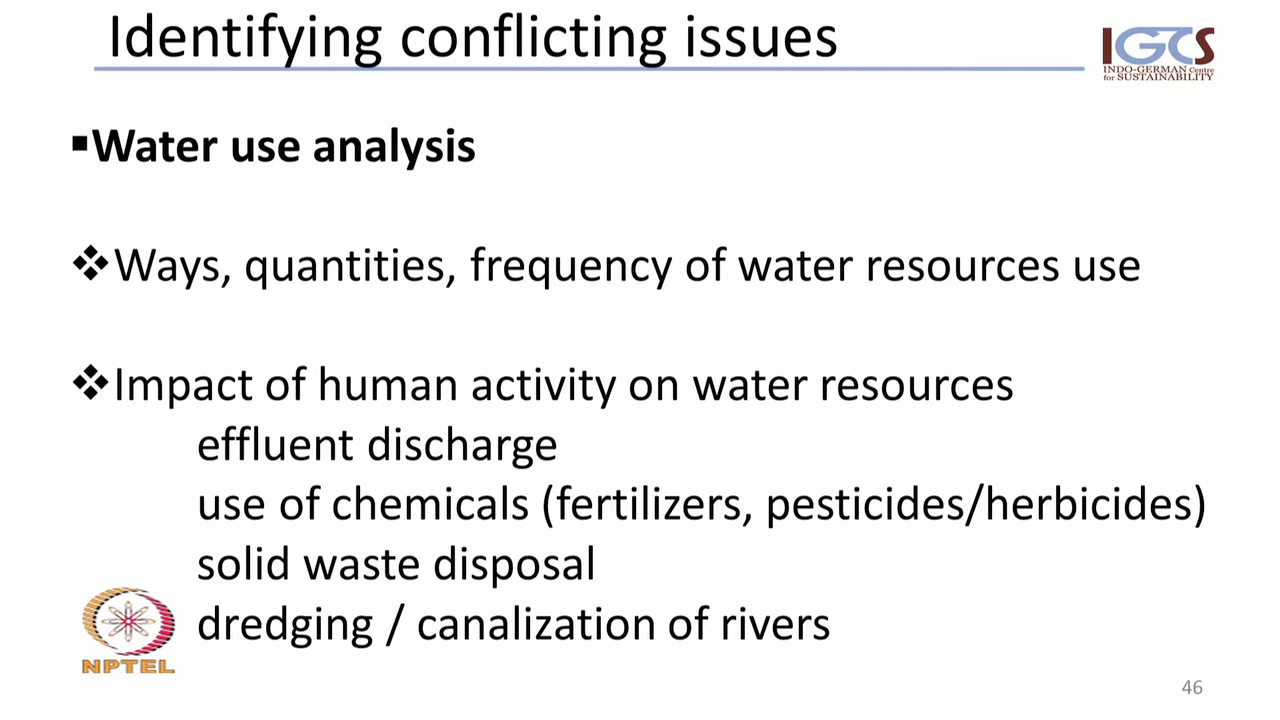 Identifying conflicting issues
IGCS
INDO-GERMAN Centre
for SUSTAINABILITY
▪Water use analysis
❖Ways, quantities, frequency of water resources use
❖Impact of human activity on water resources
effluent discharge
use of chemicals (fertilizers, pesticides/herbicides)
solid waste disposal
dredging / canalization of rivers
NPTEL
46